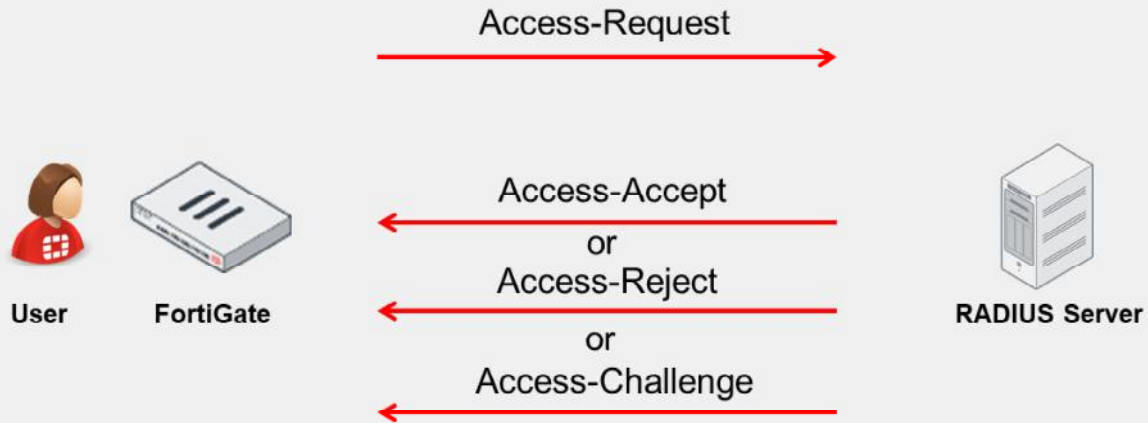 Access-Request
Access-Accept
or
Access-Reject
or
Access-Challenge
User
FortiGate
RADIUS Server